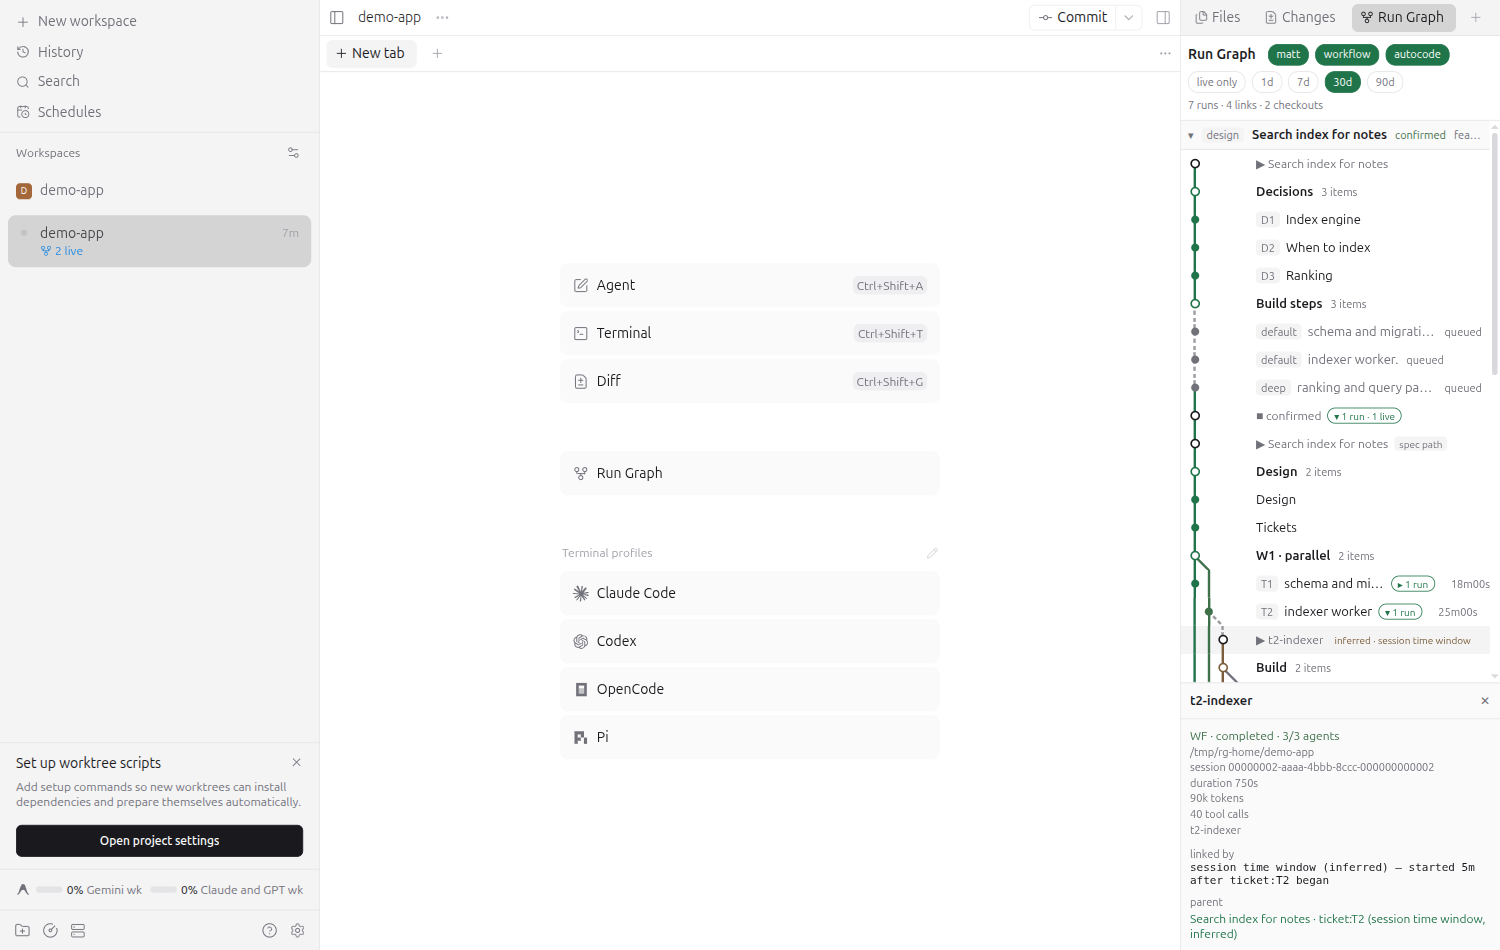 New workspace
History
Search
Schedules
Workspaces
D demo-app
demo-app 7m
2 live
Set up worktree scripts
Add setup commands so new worktrees can install
dependencies and prepare themselves automatically.
Open project settings
0% Gemini wk 0% Claude and GPT wk
demo-app ···
Commit
+ New tab + ···
Agent Ctrl+Shift+A
Terminal Ctrl+Shift+T
Diff Ctrl+Shift+G
Run Graph
Terminal profiles
Claude Code
Codex
OpenCode
Pi
Files Changes Run Graph +
Run Graph matt workflow autocode
live only 1d 7d 30d 90d
7 runs · 4 links · 2 checkouts
▾ design Search index for notes confirmed fea…
▶ Search index for notes
Decisions 3 items
D1 Index engine
D2 When to index
D3 Ranking
Build steps 3 items
default schema and migrati… queued
default indexer worker. queued
deep ranking and query pa… queued
■ confirmed ▾ 1 run · 1 live
▶ Search index for notes spec path
Design 2 items
Design
Tickets
W1 · parallel 2 items
T1 schema and mi… ▸ 1 run 18m00s
T2 indexer worker ▾ 1 run 25m00s
▶ t2-indexer inferred · session time window
Build 2 items
t2-indexer ×
WF · completed · 3/3 agents
/tmp/rg-home/demo-app
session 00000002-aaaa-4bbb-8ccc-000000000002
duration 750s
90k tokens
40 tool calls
t2-indexer
linked by
session time window (inferred) — started 5m
after ticket:T2 began
parent
Search index for notes · ticket:T2 (session time window,
inferred)